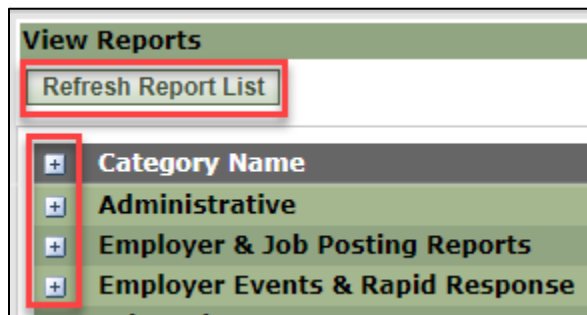 View Reports
Refresh Report List
Category Name
Administrative
Employer & Job Posting Reports
Employer Events & Rapid Response